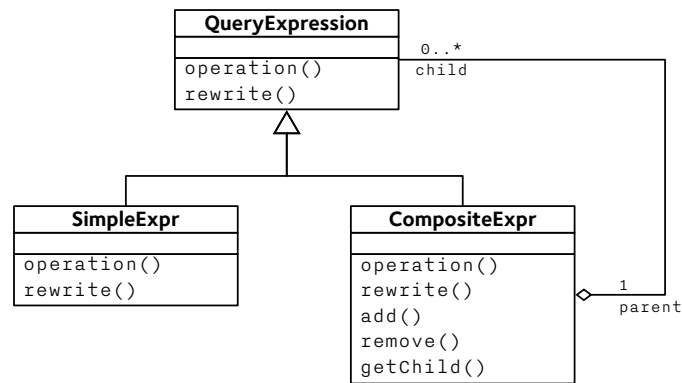 QueryExpression
operation()
rewrite()
0..*
child
SimpleExpr
operation()
rewrite()
CompositeExpr
operation()
rewrite()
add()
remove()
getChild()
1
parent